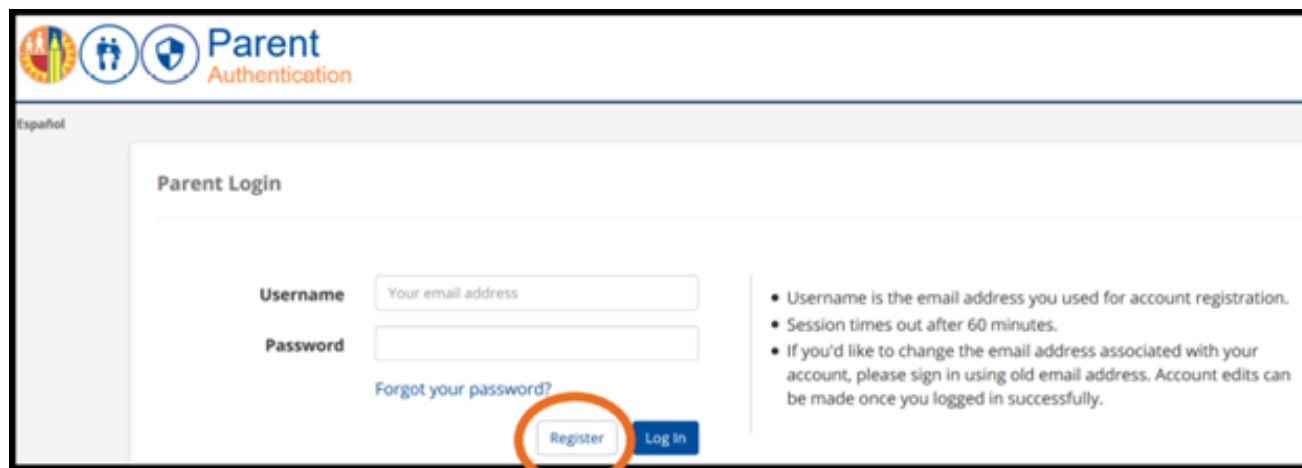 Parent
Authentication
Español
Parent Login
Username
Your email address
Password
Forgot your password?
Register
Log In
• Username is the email address you used for account registration.
• Session times out after 60 minutes.
• If you'd like to change the email address associated with your
account, please sign in using old email address. Account edits can
be made once you logged in successfully.